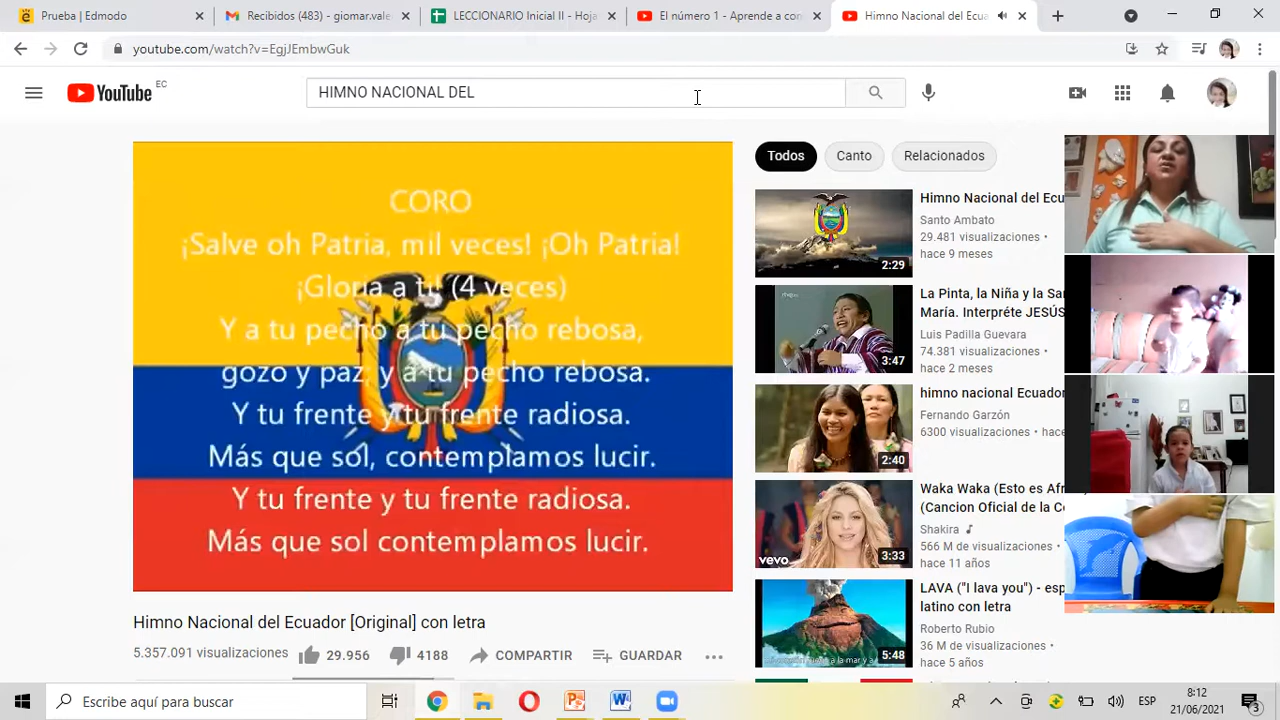 Prueba | Edmodo
Recibidos (483) - giomar.vale
LECCIONARIO Inicial II - Hoja
El número 1 - Aprende a con
Himno Nacional del Ecua
youtube.com/watch?v=EgjJEmbwGuk
YouTube EC
HIMNO NACIONAL DEL
CORO
¡Salve oh Patria, mil veces! ¡Oh Patria!
¡Gloria a ti! (4 veces)
Y a tu pecho a tu pecho rebosa,
gozo y paz; y a tu pecho rebosa.
Y tu frente y tu frente radiosa.
Más que sol, contemplamos lucir.
Y tu frente y tu frente radiosa.
Más que sol contemplamos lucir.
Himno Nacional del Ecuador [Original] con letra
5.357.091 visualizaciones
29.956
4188
COMPARTIR
GUARDAR
Todos
Canto
Relacionados
2:29
Himno Nacional del Ecu
Santo Ambato
29.481 visualizaciones •
hace 9 meses
3:47
La Pinta, la Niña y la Sa
María. Interpréte JESÚS
Luis Padilla Guevara
74.381 visualizaciones •
hace 2 meses
2:40
himno nacional Ecuador
Fernando Garzón
6300 visualizaciones • hace
vevo
3:33
Waka Waka (Esto es Afr
(Cancion Oficial de la Co
Shakira
566 M de visualizaciones •
hace 11 años
5:48
LAVA ("I lava you") - esp
latino con letra
Roberto Rubio
36 M de visualizaciones •
hace 5 años
Escribe aquí para buscar
ESP
8:12
21/06/2021
3